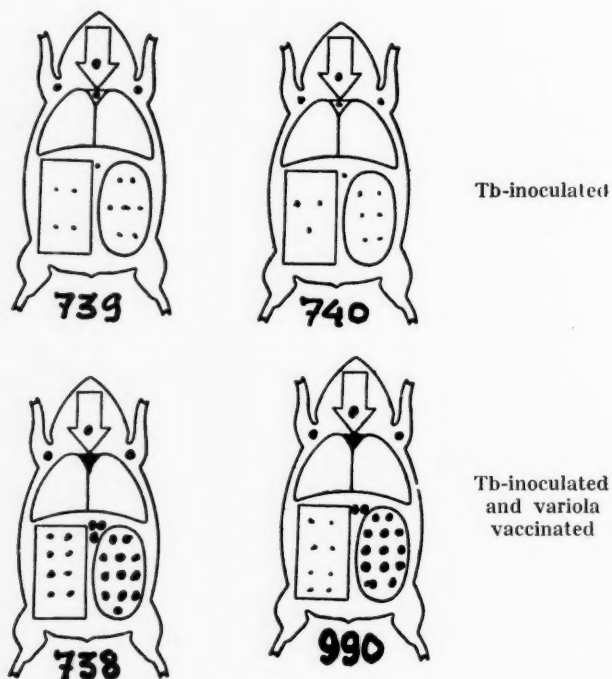 Tb-inoculated
739 740
Tb-inoculated
and variola
vaccinated
738 990